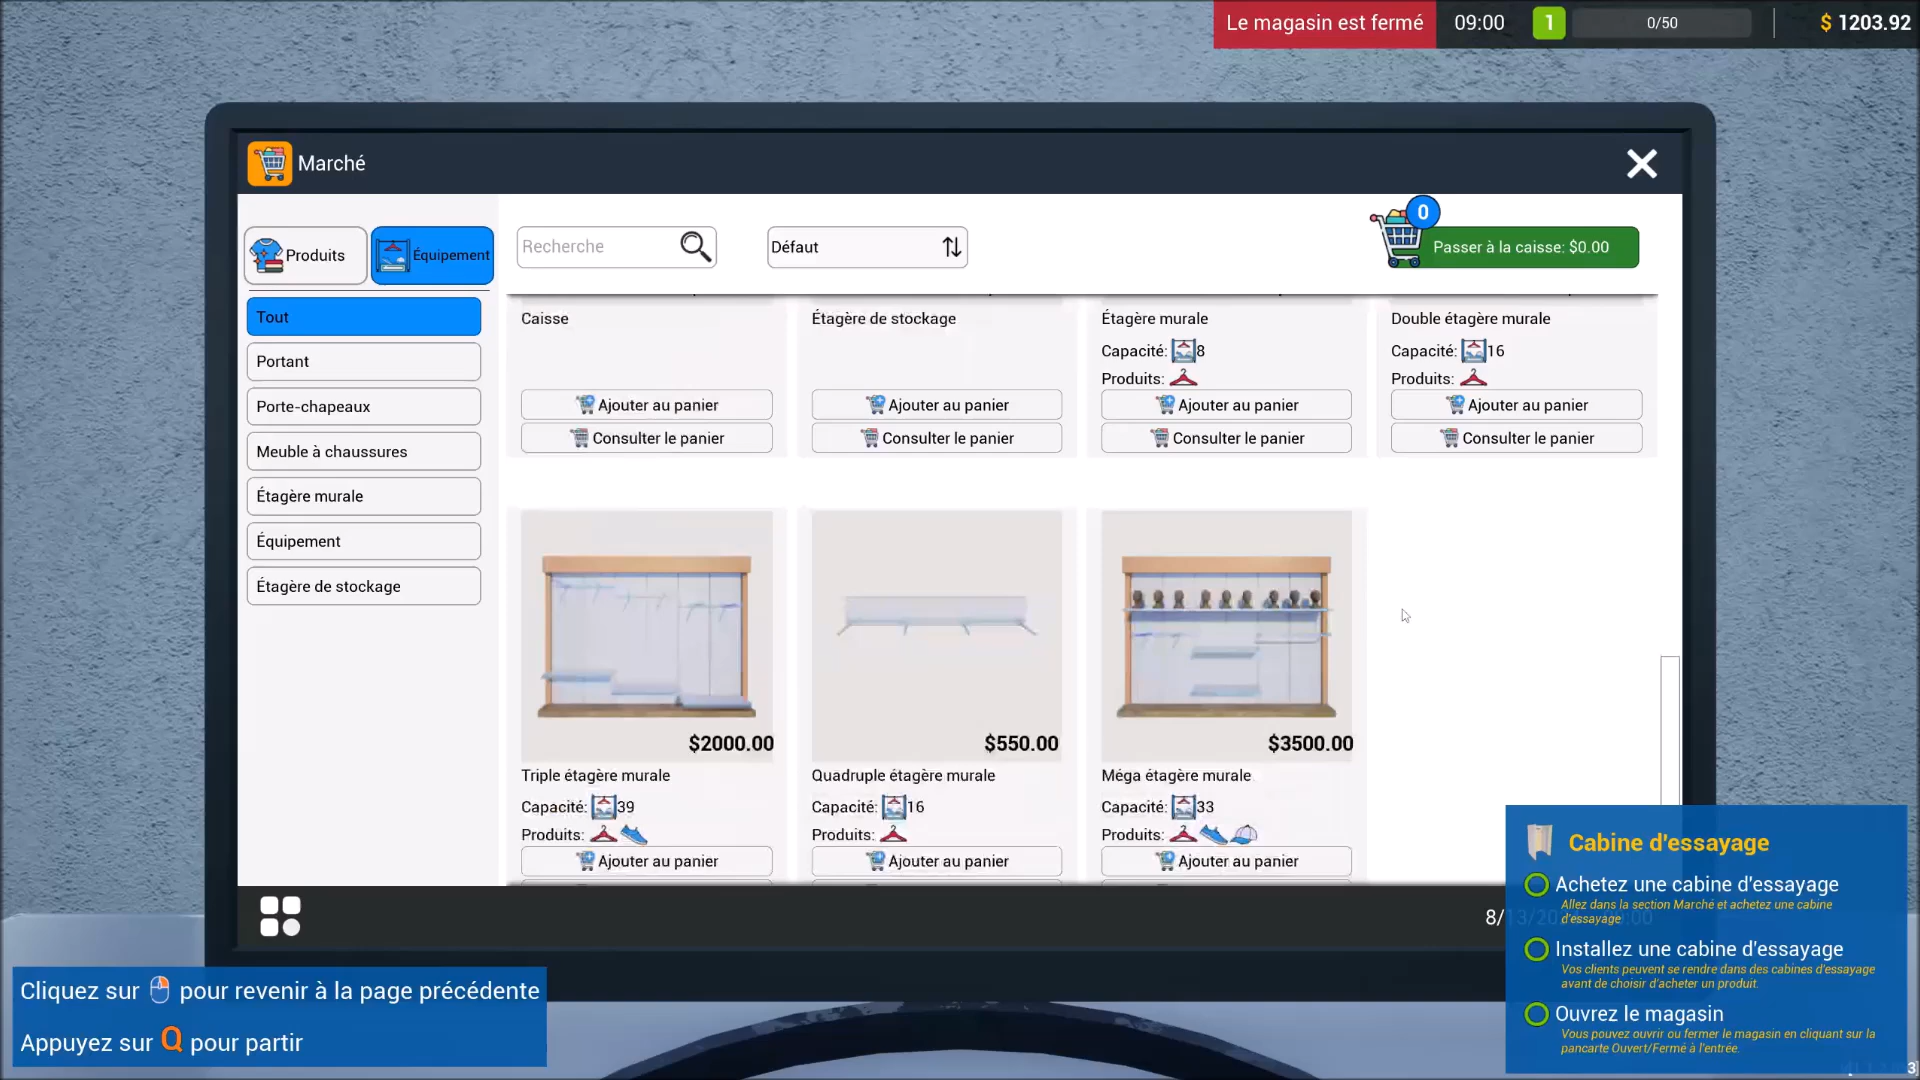 Le magasin est fermé
09:00
1
0/50
$ 1203.92
Marché
Produits
Équipement
Recherche
Défaut
0
Passer à la caisse: $0.00
Tout
Portant
Porte-chapeaux
Meuble à chaussures
Étagère murale
Équipement
Étagère de stockage
Caisse
Ajouter au panier
Consulter le panier
Étagère de stockage
Ajouter au panier
Consulter le panier
Étagère murale
Capacité: 8
Produits:
Ajouter au panier
Consulter le panier
Double étagère murale
Capacité: 16
Produits:
Ajouter au panier
Consulter le panier
$2000.00
Triple étagère murale
Capacité: 39
Produits:
Ajouter au panier
$550.00
Quadruple étagère murale
Capacité: 16
Produits:
Ajouter au panier
$3500.00
Méga étagère murale
Capacité: 33
Produits:
Ajouter au panier
Cabine d'essayage
Achetez une cabine d'essayage
Allez dans la section Marché et achetez une cabine
d'essayage
Installez une cabine d'essayage
Vos clients peuvent se rendre dans des cabines d'essayage
avant de choisir d'acheter un produit.
Ouvrez le magasin
Vous pouvez ouvrir ou fermer le magasin en cliquant sur la
pancarte Ouvert/Fermé à l'entrée.
Cliquez sur pour revenir à la page précédente
Appuyez sur Q pour partir